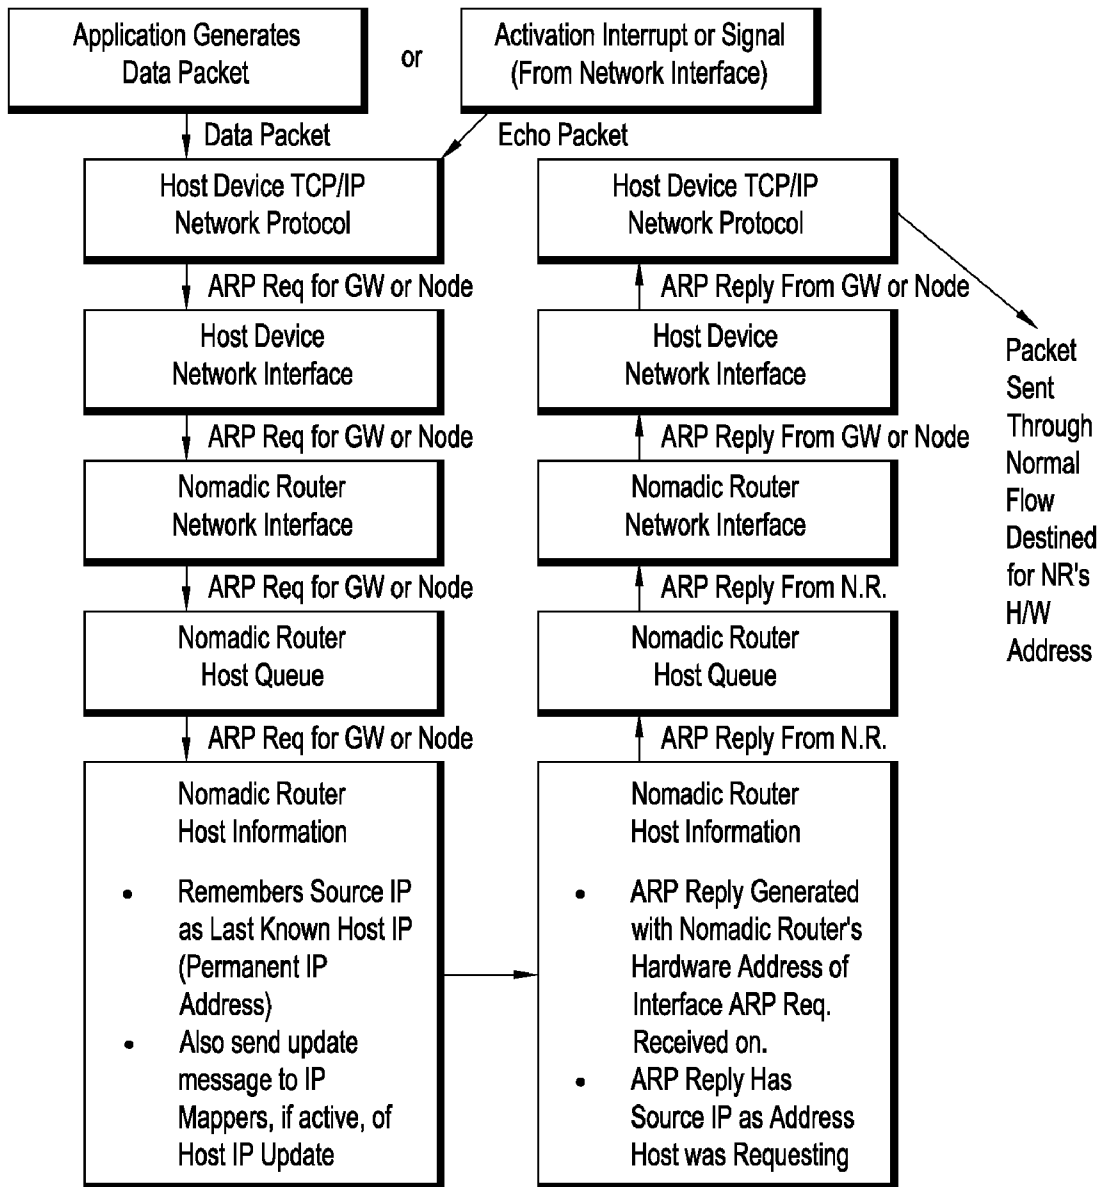 Application Generates
Data Packet
or
Activation Interrupt or Signal
(From Network Interface)
Data Packet
Echo Packet
Host Device TCP/IP
Network Protocol
ARP Req for GW or Node
Host Device
Network Interface
ARP Req for GW or Node
Nomadic Router
Network Interface
ARP Req for GW or Node
Nomadic Router
Host Queue
ARP Req for GW or Node
Nomadic Router
Host Information
• Remembers Source IP
as Last Known Host IP
(Permanent IP
Address)
• Also send update
message to IP
Mappers, if active, of
Host IP Update
Nomadic Router
Host Information
• ARP Reply Generated
with Nomadic Router's
Hardware Address of
Interface ARP Req.
Received on.
• ARP Reply Has
Source IP as Address
Host was Requesting
ARP Reply From N.R.
Nomadic Router
Host Queue
ARP Reply From N.R.
Nomadic Router
Network Interface
ARP Reply From GW or Node
Host Device
Network Interface
ARP Reply From GW or Node
Host Device TCP/IP
Network Protocol
Packet
Sent
Through
Normal
Flow
Destined
for NR's
H/W
Address